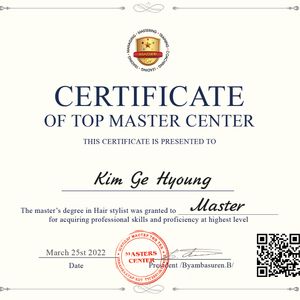 CERTIFICATE
OF TOP MASTER CENTER
THIS CERTIFICATE IS PRESENTED TO
Kim Ge Hyoung
The master's degree in Hair stylist was granted to Master
for acquiring professional skills and proficiency at highest level
March 25st 2022
Date
MASTERS
CENTER
President /Byambasuren.B/